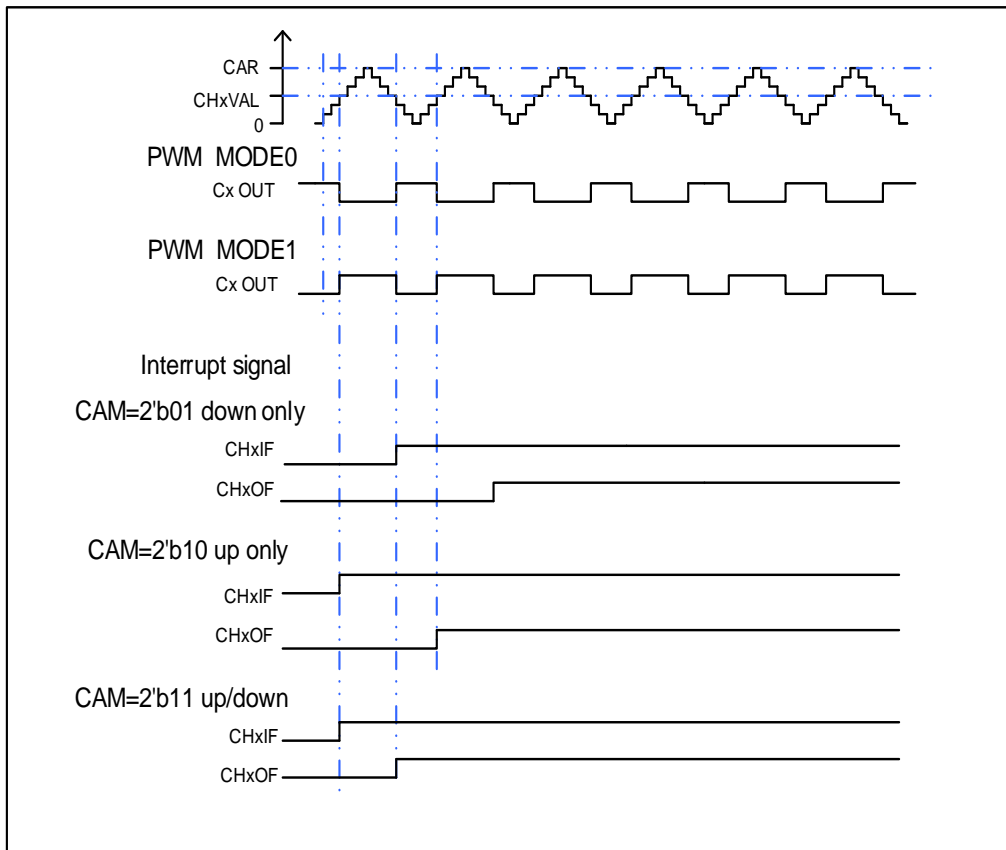 CAR
CHxVAL
0
PWM MODE0
Cx OUT
PWM MODE1
Cx OUT
Interrupt signal
CAM=2'b01 down only
CHxIF
CHxOF
CAM=2'b10 up only
CHxIF
CHxOF
CAM=2'b11 up/down
CHxIF
CHxOF